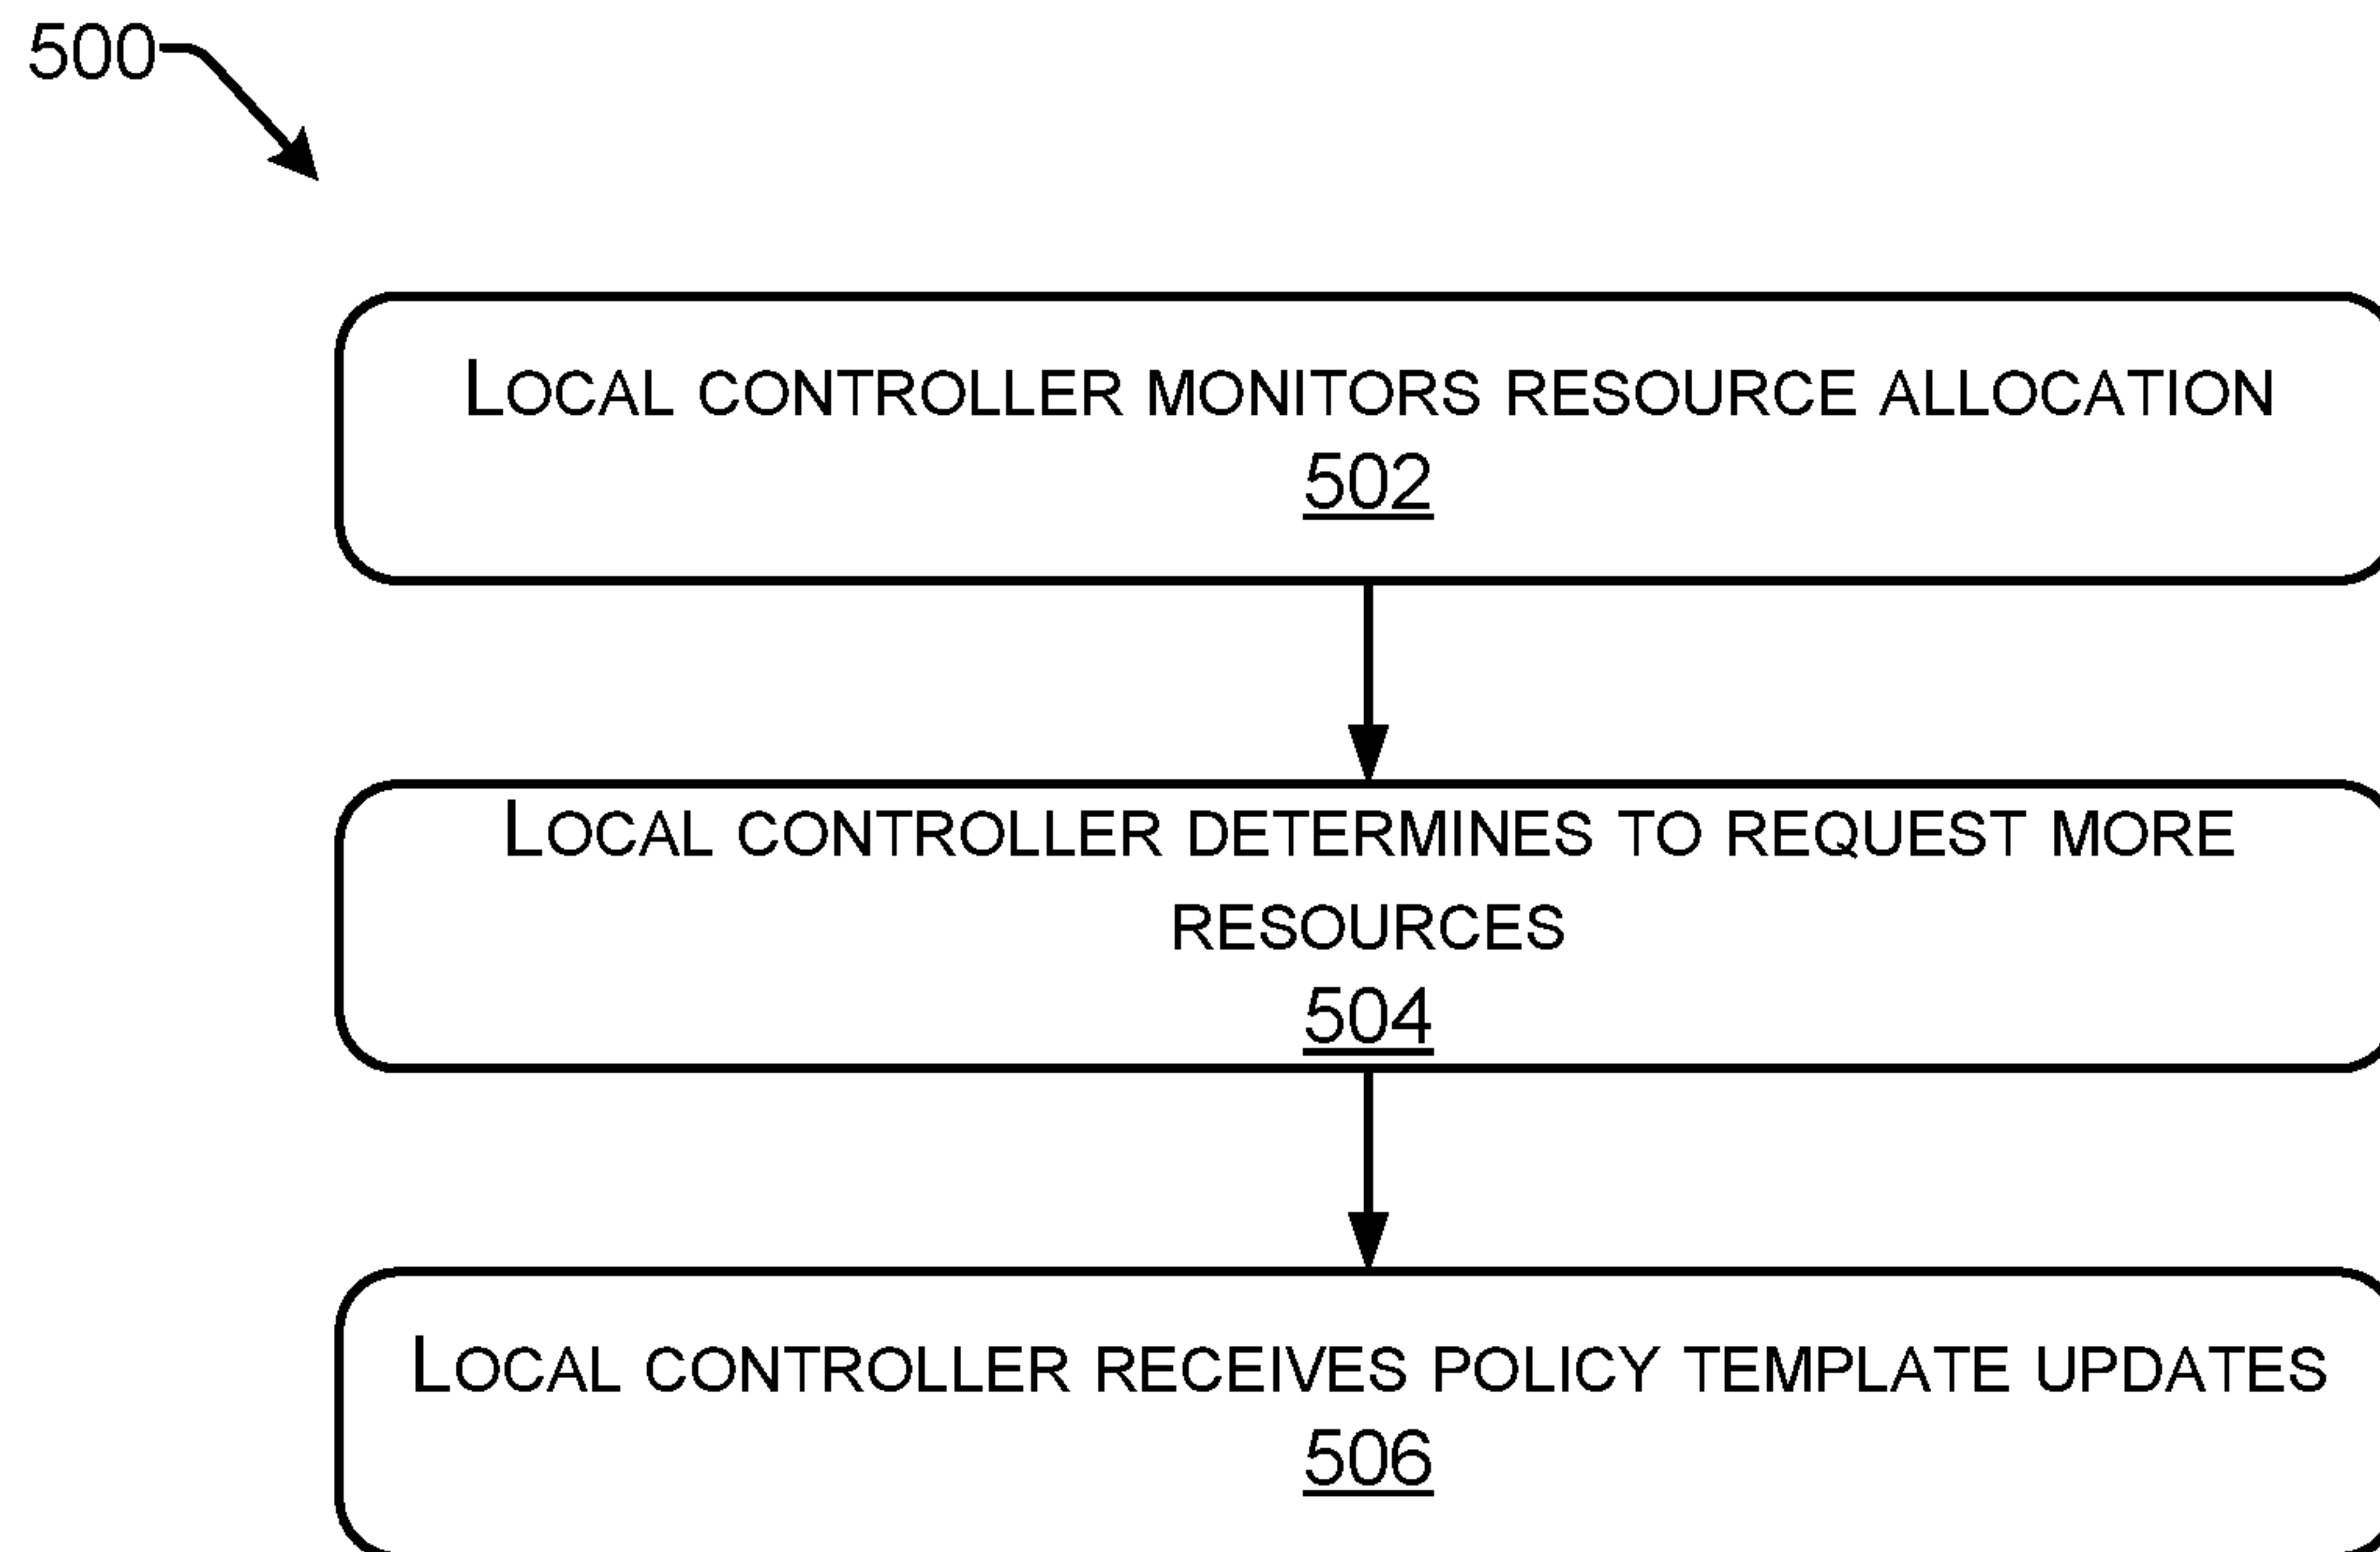 500
LOCAL CONTROLLER MONITORS RESOURCE ALLOCATION
502
LOCAL CONTROLLER DETERMINES TO REQUEST MORE
RESOURCES
504
LOCAL CONTROLLER RECEIVES POLICY TEMPLATE UPDATES
506